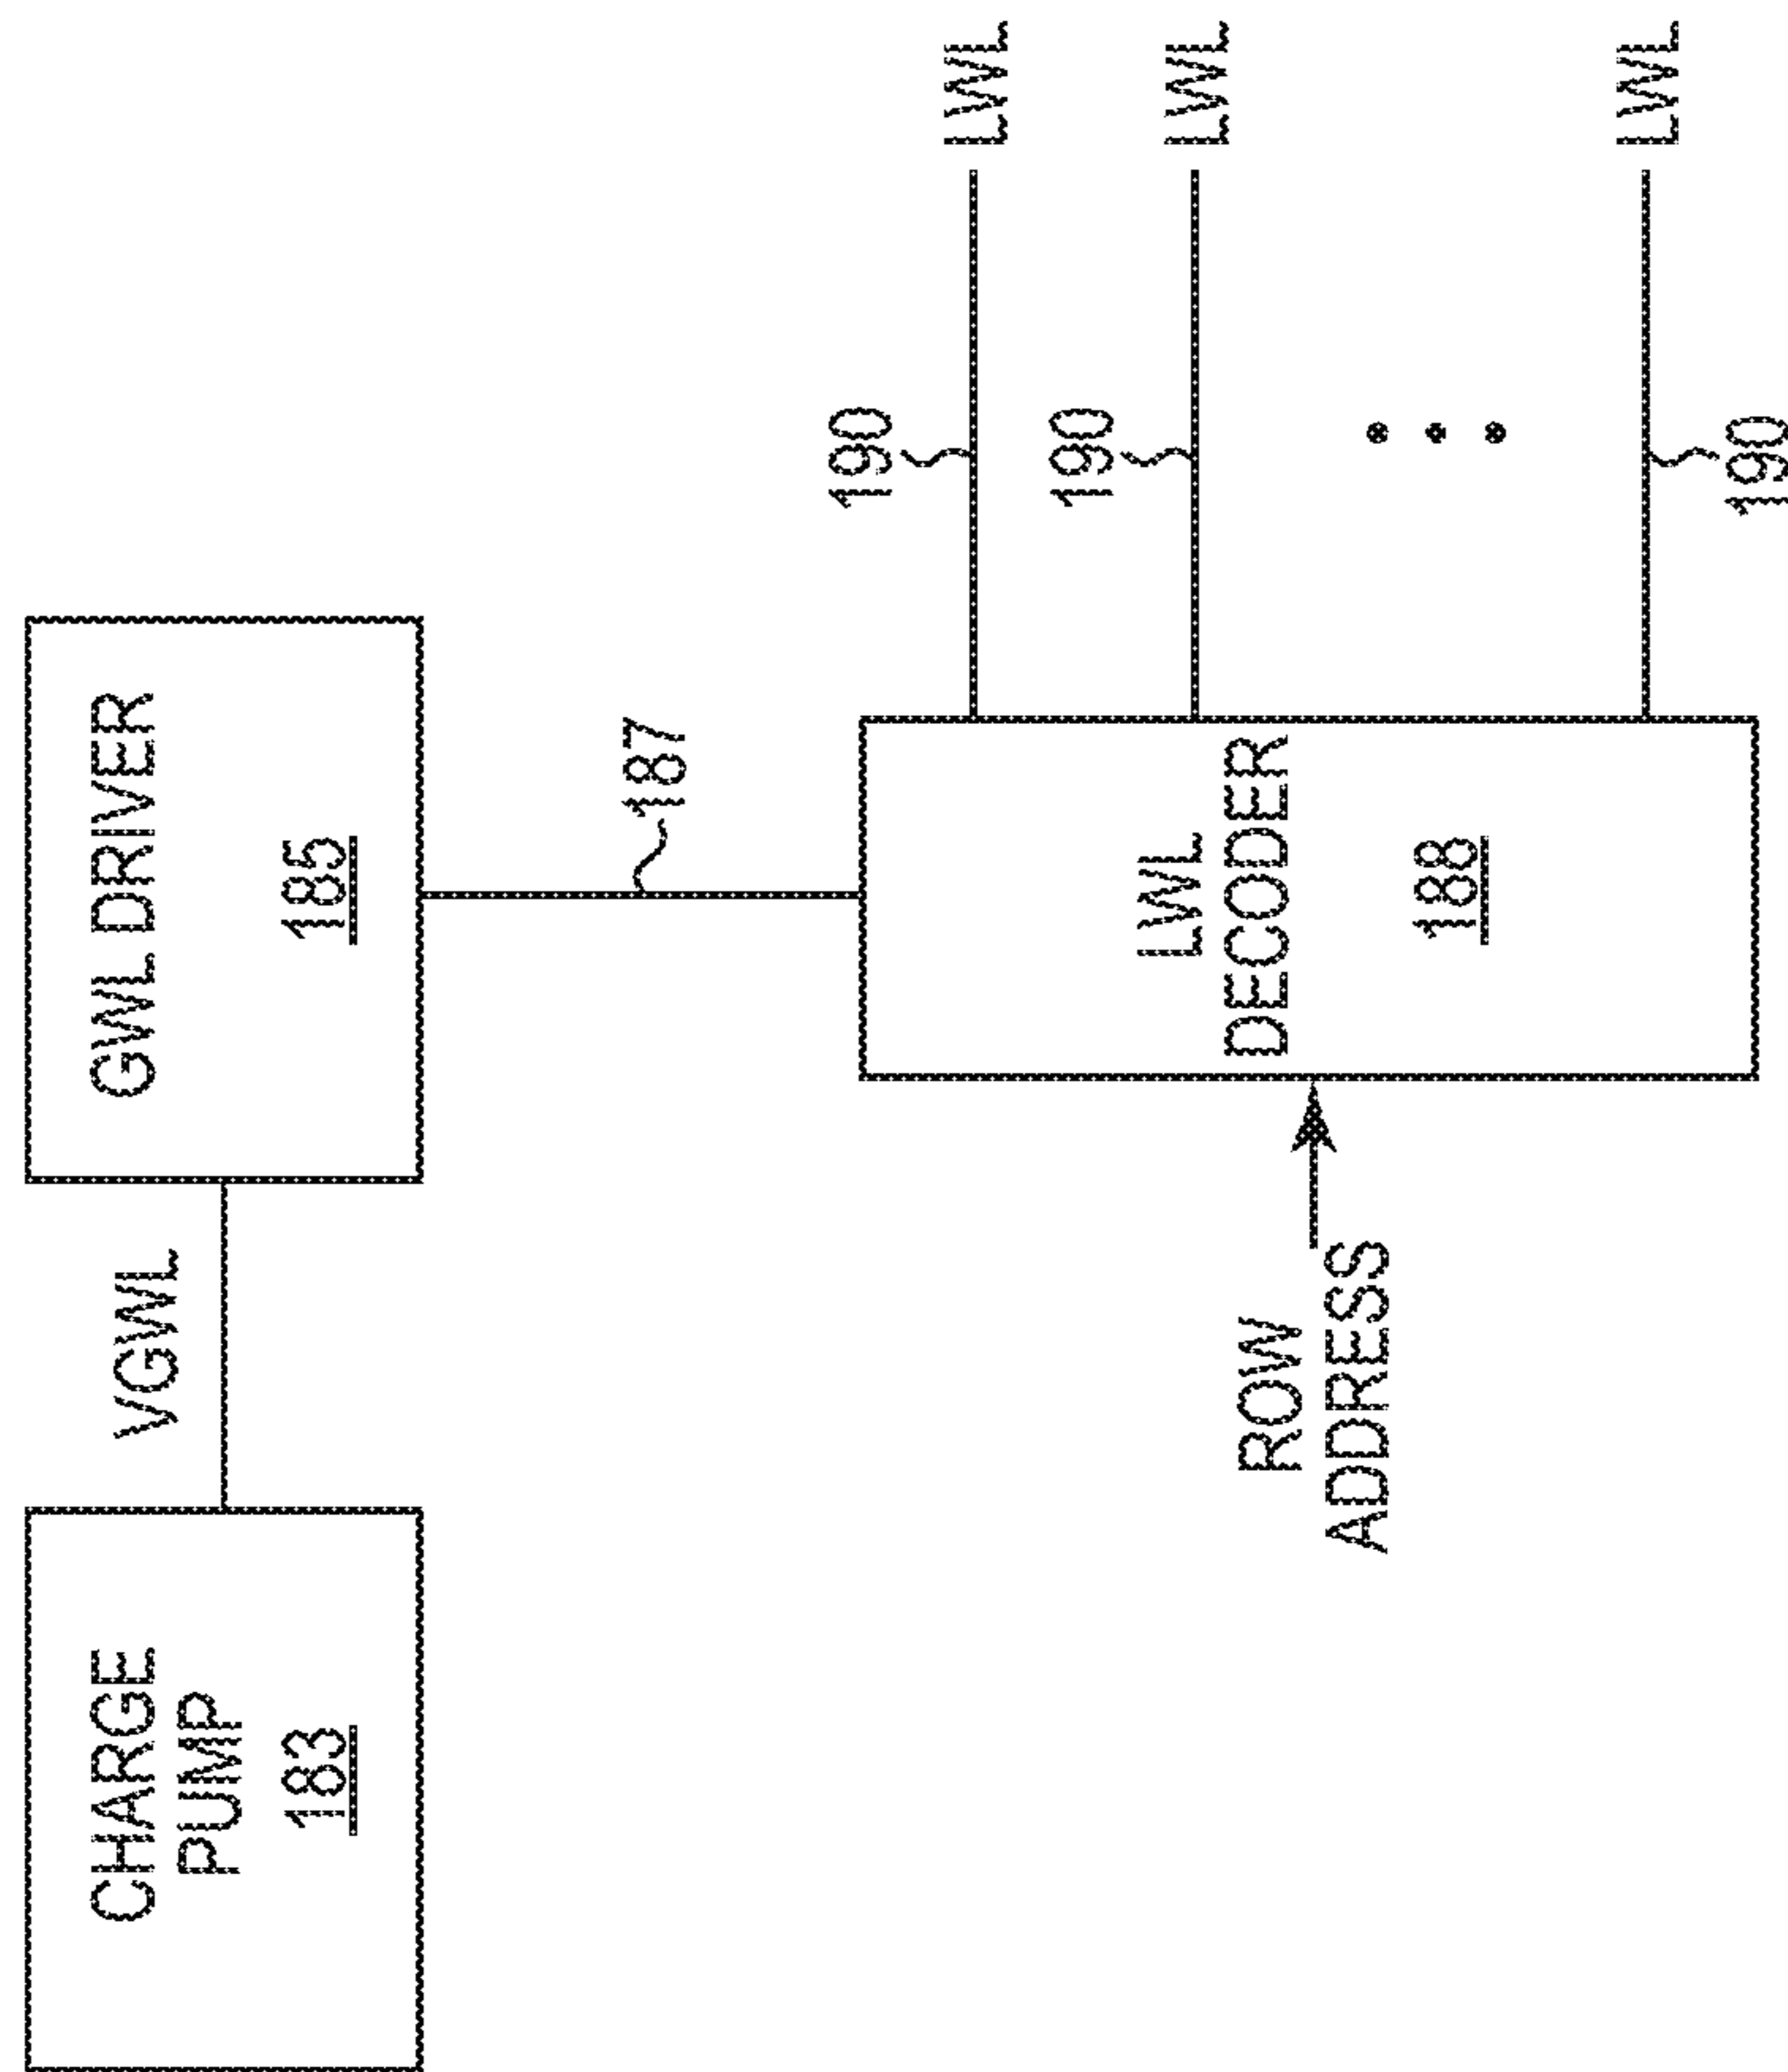 CHARGE
PUMP
183
VGWL
GWL DRIVER
185
187
ROW
ADDRESS
LWL
DECODER
188
190
LWL
190
LWL
190
LWL